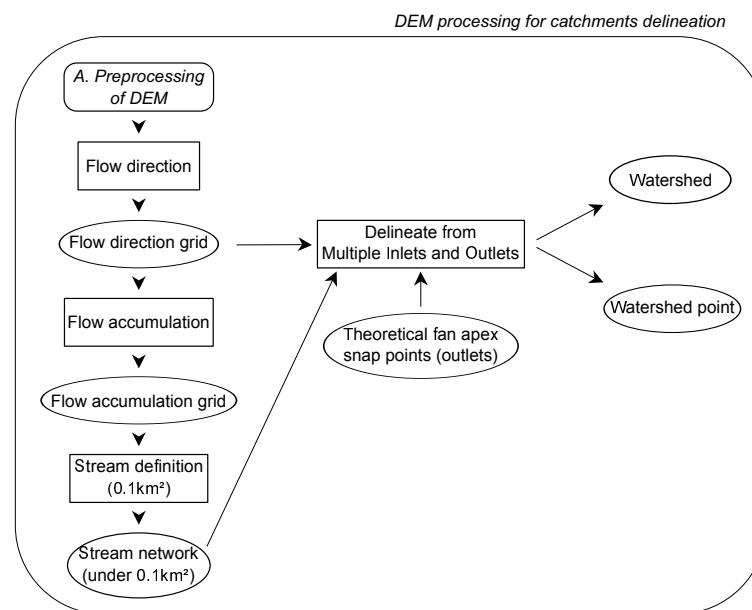 DEM processing for catchments delineation
A. Preprocessing
of DEM
Flow direction
Flow direction grid
Flow accumulation
Flow accumulation grid
Stream definition
(0.1km²)
Stream network
(under 0.1km²)
Delineate from
Multiple Inlets and Outlets
Theoretical fan apex
snap points (outlets)
Watershed
Watershed point